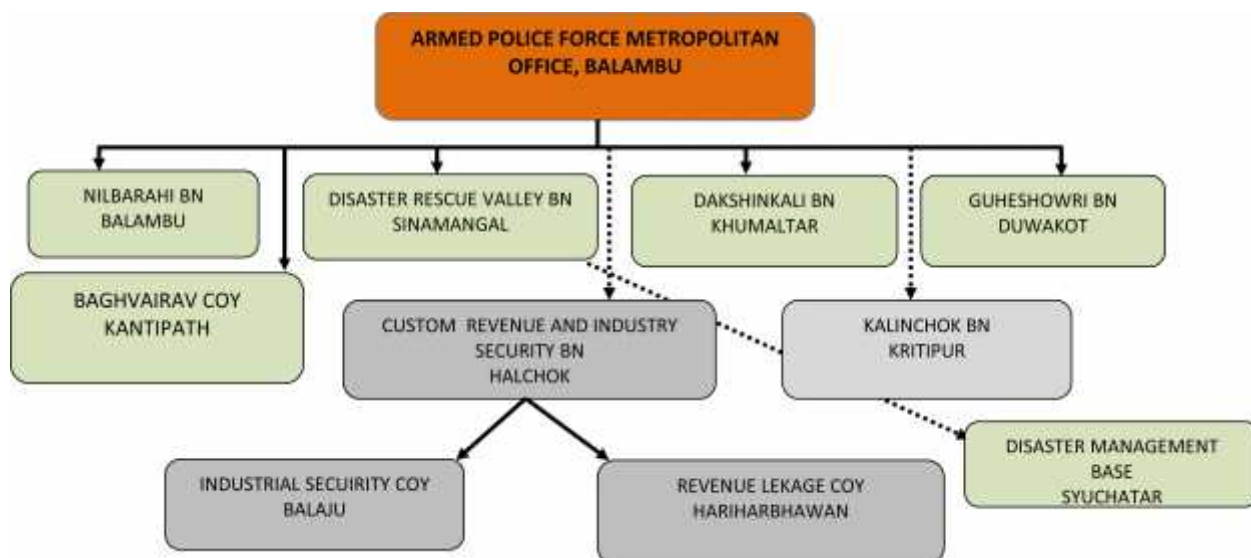 ARMED POLICE FORCE METROPOLITAN
OFFICE, BALAMBU
NILBARAHI BN
BALAMBU
DISASTER RESCUE VALLEY BN
SINAMANGAL
DAKSHINKALI BN
KHUMALTAR
GUHESHOWRI BN
DUWAKOT
BAGHVAIRAV COY
KANTIPATH
CUSTOM  REVENUE AND INDUSTRY
SECURITY BN
HALCHOK
KALINCHOK BN
KRITIPUR
INDUSTRIAL SECUIRITY COY
BALAJU
REVENUE LEKAGE COY
HARIHARBHAWAN
DISASTER MANAGEMENT
BASE
SYUCHATAR